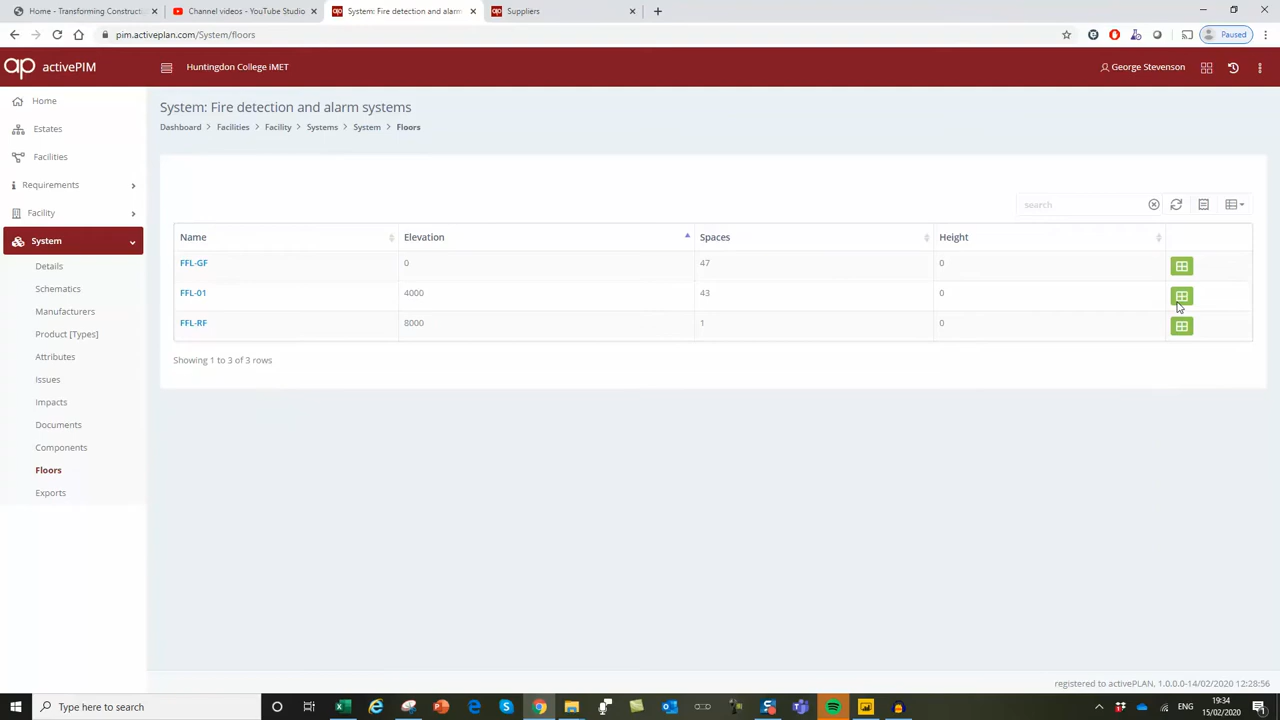 Home - Transforming Construct
Channel videos - YouTube Studio
System: Fire detection and alarm
Suppliers
pim.activeplan.com/System/floors
Paused
ap activePIM
Huntingdon College iMET
George Stevenson
Home
Estates
Facilities
Requirements
Facility
System
Details
Schematics
Manufacturers
Product [Types]
Attributes
Issues
Impacts
Documents
Components
Floors
Exports
System: Fire detection and alarm systems
Dashboard > Facilities > Facility > Systems > System > Floors
search
Name Elevation Spaces Height
FFL-GF 0 47 0
FFL-01 4000 43 0
FFL-RF 8000 1 0
Showing 1 to 3 of 3 rows
registered to activePLAN, 1.0.0.0-14/02/2020 12:28:56
Type here to search
ENG
19:34
15/02/2020